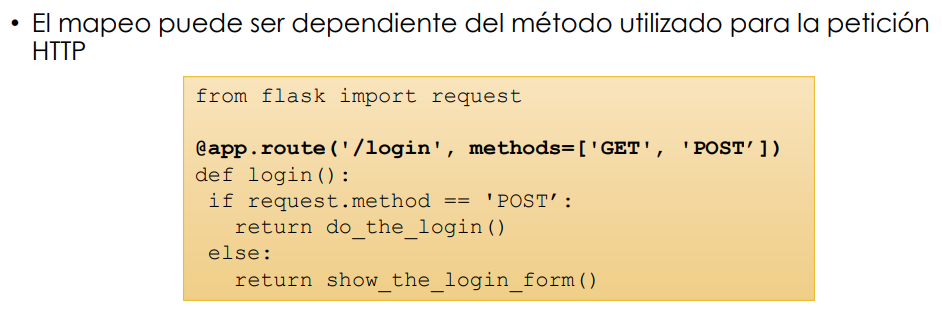 • El mapeo puede ser dependiente del método utilizado para la petición
HTTP
from flask import request
@app.route('/login', methods=['GET', 'POST’])
def login():
 if request.method == 'POST’:
   return do_the_login()
 else:
   return show_the_login_form()